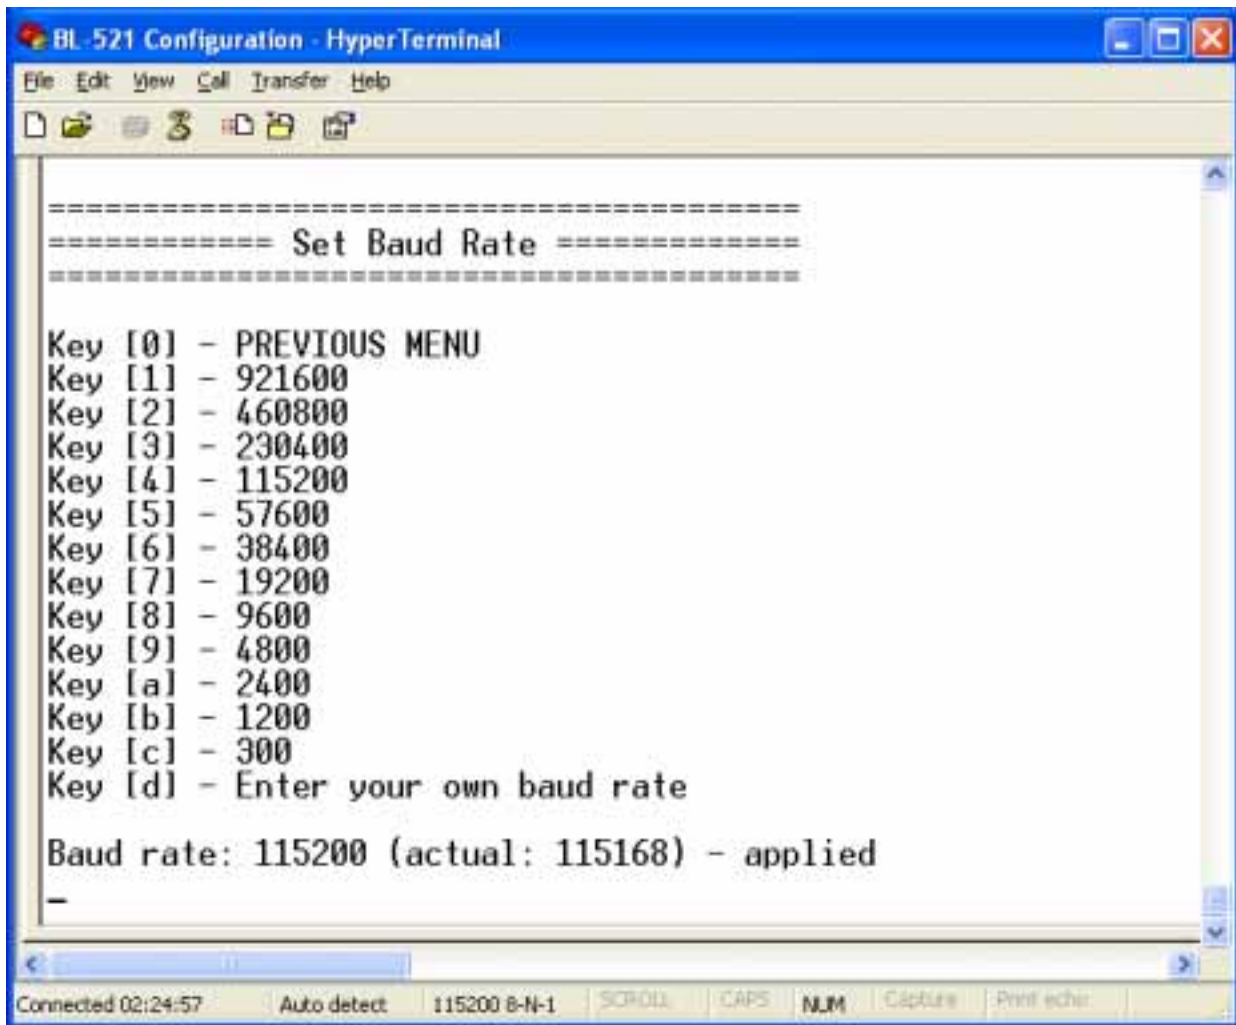 BL-521 Configuration - HyperTerminal
File Edit View Call Transfer Help
========================================
============ Set Baud Rate =============
========================================
Key [0] - PREVIOUS MENU
Key [1] - 921600
Key [2] - 460800
Key [3] - 230400
Key [4] - 115200
Key [5] - 57600
Key [6] - 38400
Key [7] - 19200
Key [8] - 9600
Key [9] - 4800
Key [a] - 2400
Key [b] - 1200
Key [c] - 300
Key [d] - Enter your own baud rate
Baud rate: 115200 (actual: 115168) - applied
_
Connected 02:24:57 Auto detect 115200 8-N-1 SCROLL CAPS NUM Capture Print echo